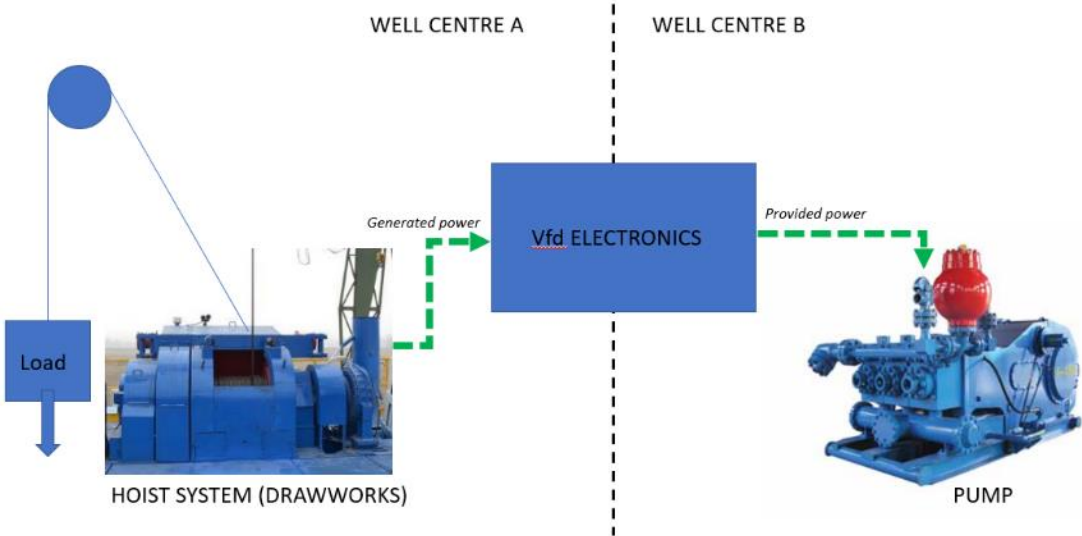 WELL CENTRE A
WELL CENTRE B
Generated power
Provided power
Vfd ELECTRONICS
Load
HOIST SYSTEM (DRAWWORKS)
PUMP